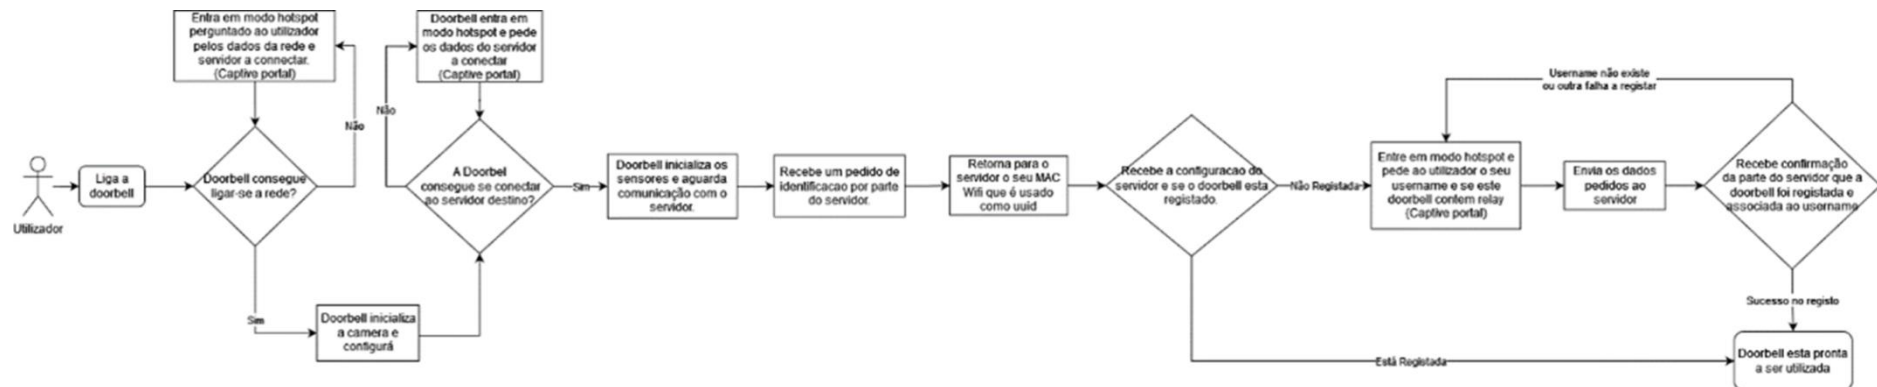 Utilizador
Liga a
doorbell
Entra em modo hotspot
perguntado ao utilizador
pelos dados da rede e
servidor a connectar.
(Captive portal)
Doorbell consegue
ligar-se a rede?
Não
Sim
Doorbell inicializa
a camera e
configurá
Doorbell entra em
modo hotspot e pede
os dados do servidor
a conectar
(Captive portal)
Não
A Doorbel
consegue se conectar
ao servidor destino?
Sim
Doorbell inicializa os
sensores e aguarda
comunicação com o
servidor.
Recebe um pedido de
identificacao por parte
do servidor.
Retorna para o
servidor o seu MAC
Wifi que é usado
como uuid
Recebe a configuracao do
servidor e se o doorbell esta
registado.
Não Registada
Está Registada
Entre em modo hotspot e
pede ao utilizador o seu
username e se este
doorbell contem relay
(Captive portal)
Envia os dados
pedidos ao
servidor
Username não existe
ou outra falha a registar
Recebe confirmação
da parte do servidor que a
doorbell foi registada e
associada ao username
Sucesso no registo
Doorbell esta pronta
a ser utilizada